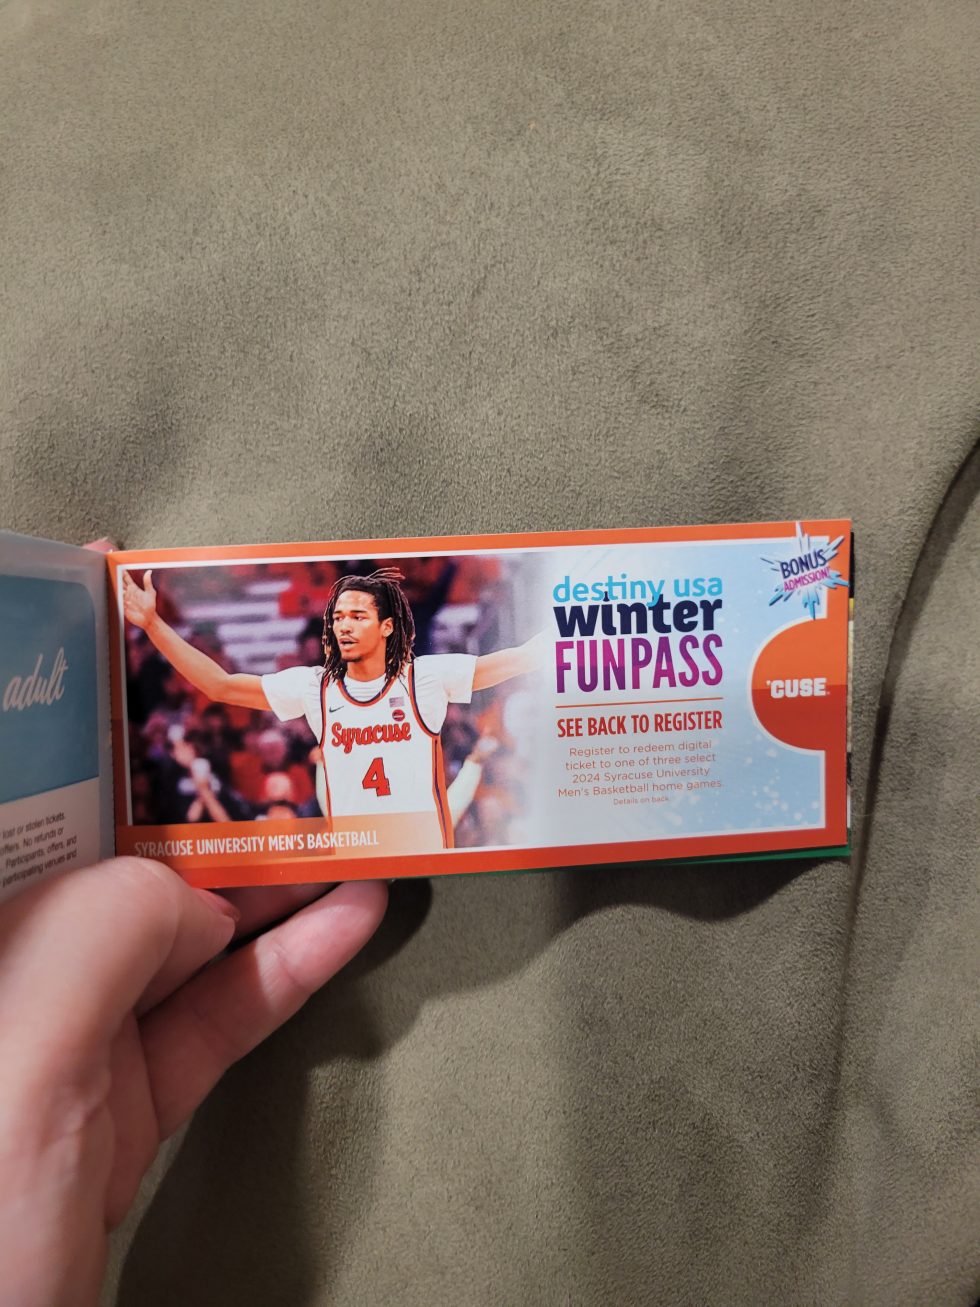 adult
lost or stolen tickets.
offers. No refunds or
Participants, offers, and
participating venues and
Syracuse
4
SYRACUSE UNIVERSITY MEN'S BASKETBALL
destiny usa
winter
FUNPASS
SEE BACK TO REGISTER
Register to redeem digital
ticket to one of three select
2024 Syracuse University
Men's Basketball home games.
Details on back
BONUS
ADMISSION!
'CUSE